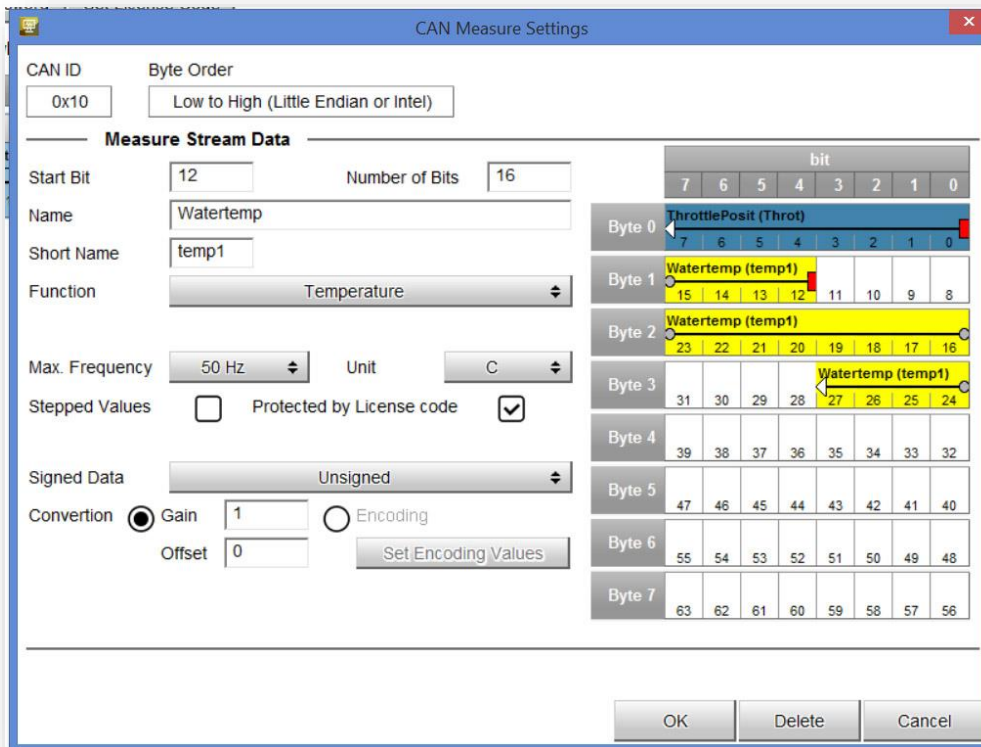 CAN Measure Settings
CAN ID Byte Order
0x10 Low to High (Little Endian or Intel)
Measure Stream Data
Start Bit 12 Number of Bits 16
Name Watertemp
Short Name temp1
Function Temperature
Max. Frequency 50 Hz Unit C
Stepped Values Protected by License code
Signed Data Unsigned
Convertion Gain 1 Encoding
Offset 0 Set Encoding Values
bit
7 6 5 4 3 2 1 0
Byte 0 ThrottlePosit (Throt)
7 6 5 4 3 2 1 0
Byte 1 Watertemp (temp1)
15 14 13 12 11 10 9 8
Byte 2 Watertemp (temp1)
23 22 21 20 19 18 17 16
Byte 3 Watertemp (temp1)
31 30 29 28 27 26 25 24
Byte 4
39 38 37 36 35 34 33 32
Byte 5
47 46 45 44 43 42 41 40
Byte 6
55 54 53 52 51 50 49 48
Byte 7
63 62 61 60 59 58 57 56
OK Delete Cancel